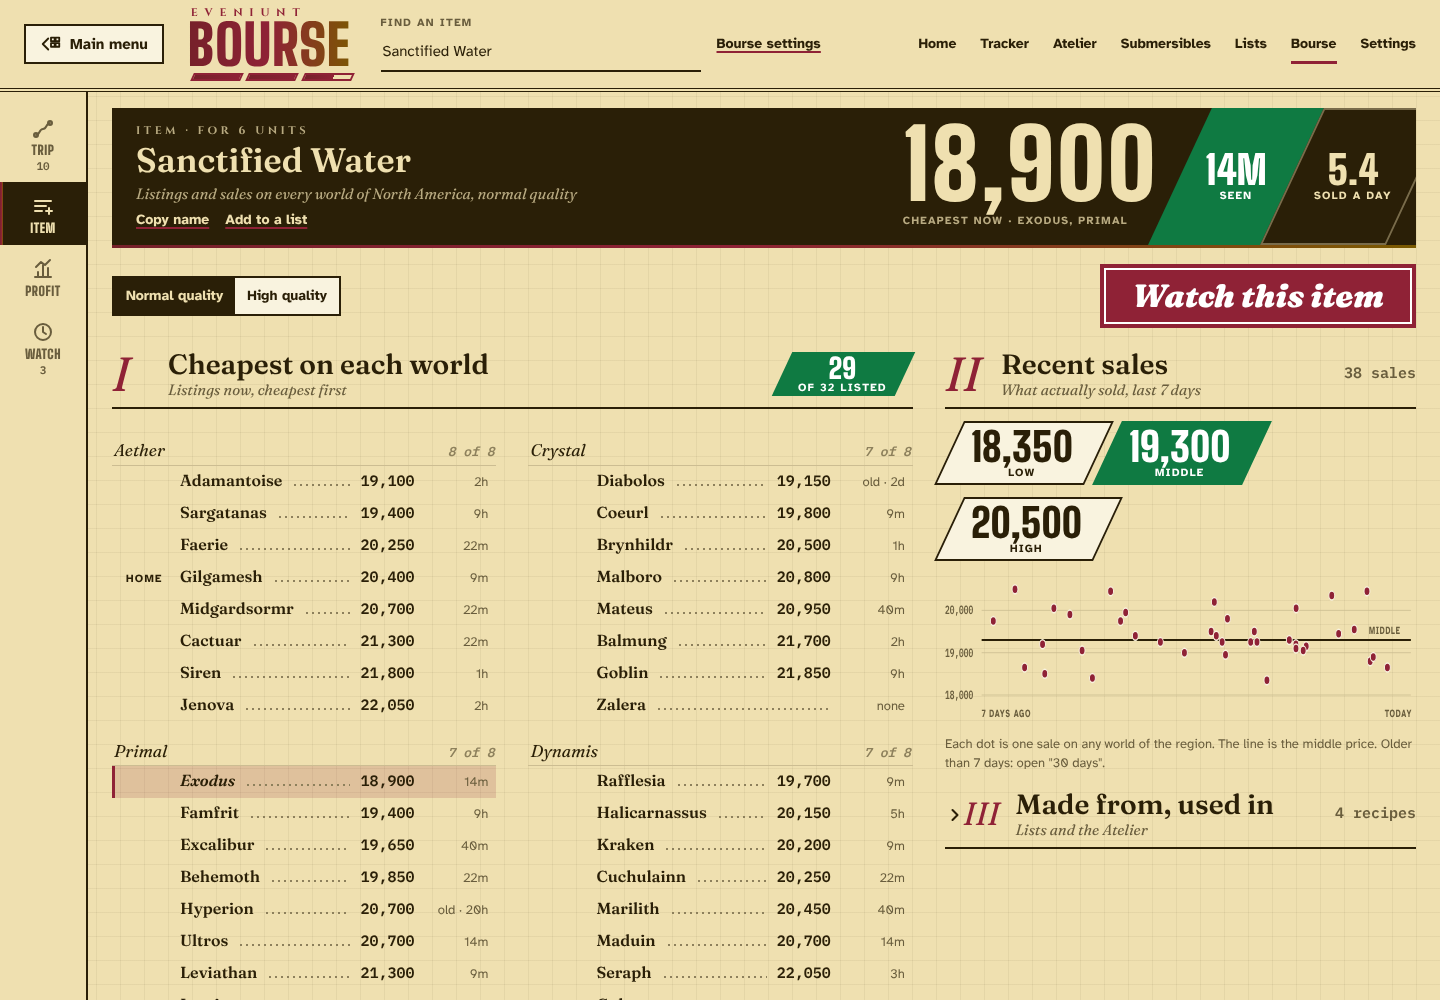 Main menu
EVENIUNT
BOURSE
FIND AN ITEM
Sanctified Water
Bourse settings
Home
Tracker
Atelier
Submersibles
Lists
Bourse
Settings
TRIP
10
ITEM
PROFIT
WATCH
3
ITEM · FOR 6 UNITS
Sanctified Water
Listings and sales on every world of North America, normal quality
Copy name
Add to a list
18,900
CHEAPEST NOW · EXODUS, PRIMAL
14M
SEEN
5.4
SOLD A DAY
Normal quality
High quality
Watch this item
I
Cheapest on each world
Listings now, cheapest first
29
OF 32 LISTED
Aether 8 of 8
Adamantoise 19,100 2h
Sargatanas 19,400 9h
Faerie 20,250 22m
HOME Gilgamesh 20,400 9m
Midgardsormr 20,700 22m
Cactuar 21,300 22m
Siren 21,800 1h
Jenova 22,050 2h
Crystal 7 of 8
Diabolos 19,150 old · 2d
Coeurl 19,800 9m
Brynhildr 20,500 1h
Malboro 20,800 9h
Mateus 20,950 40m
Balmung 21,700 2h
Goblin 21,850 9h
Zalera none
Primal 7 of 8
Exodus 18,900 14m
Famfrit 19,400 9h
Excalibur 19,650 40m
Behemoth 19,850 22m
Hyperion 20,700 old · 20h
Ultros 20,700 14m
Leviathan 21,300 9m
Dynamis 7 of 8
Rafflesia 19,700 9m
Halicarnassus 20,150 5h
Kraken 20,200 9m
Cuchulainn 20,250 22m
Marilith 20,450 40m
Maduin 20,700 14m
Seraph 22,050 3h
II
Recent sales
What actually sold, last 7 days
38 sales
18,350
LOW
19,300
MIDDLE
20,500
HIGH
20,000
MIDDLE
19,000
18,000
7 DAYS AGO
TODAY
Each dot is one sale on any world of the region. The line is the middle price. Older
than 7 days: open "30 days".
III
Made from, used in
Lists and the Atelier
4 recipes